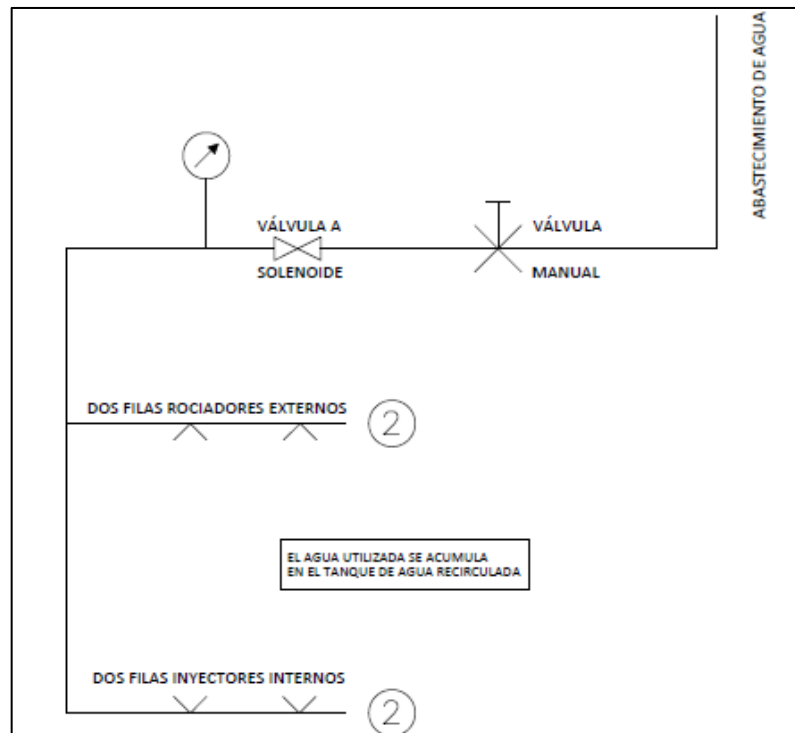 ABASTECIMIENTO DE AGUA
VÁLVULA A
SOLENOIDE
VÁLVULA
MANUAL
DOS FILAS ROCIADORES EXTERNOS
2
EL AGUA UTILIZADA SE ACUMULA
EN EL TANQUE DE AGUA RECIRCULADA
DOS FILAS INYECTORES INTERNOS
2